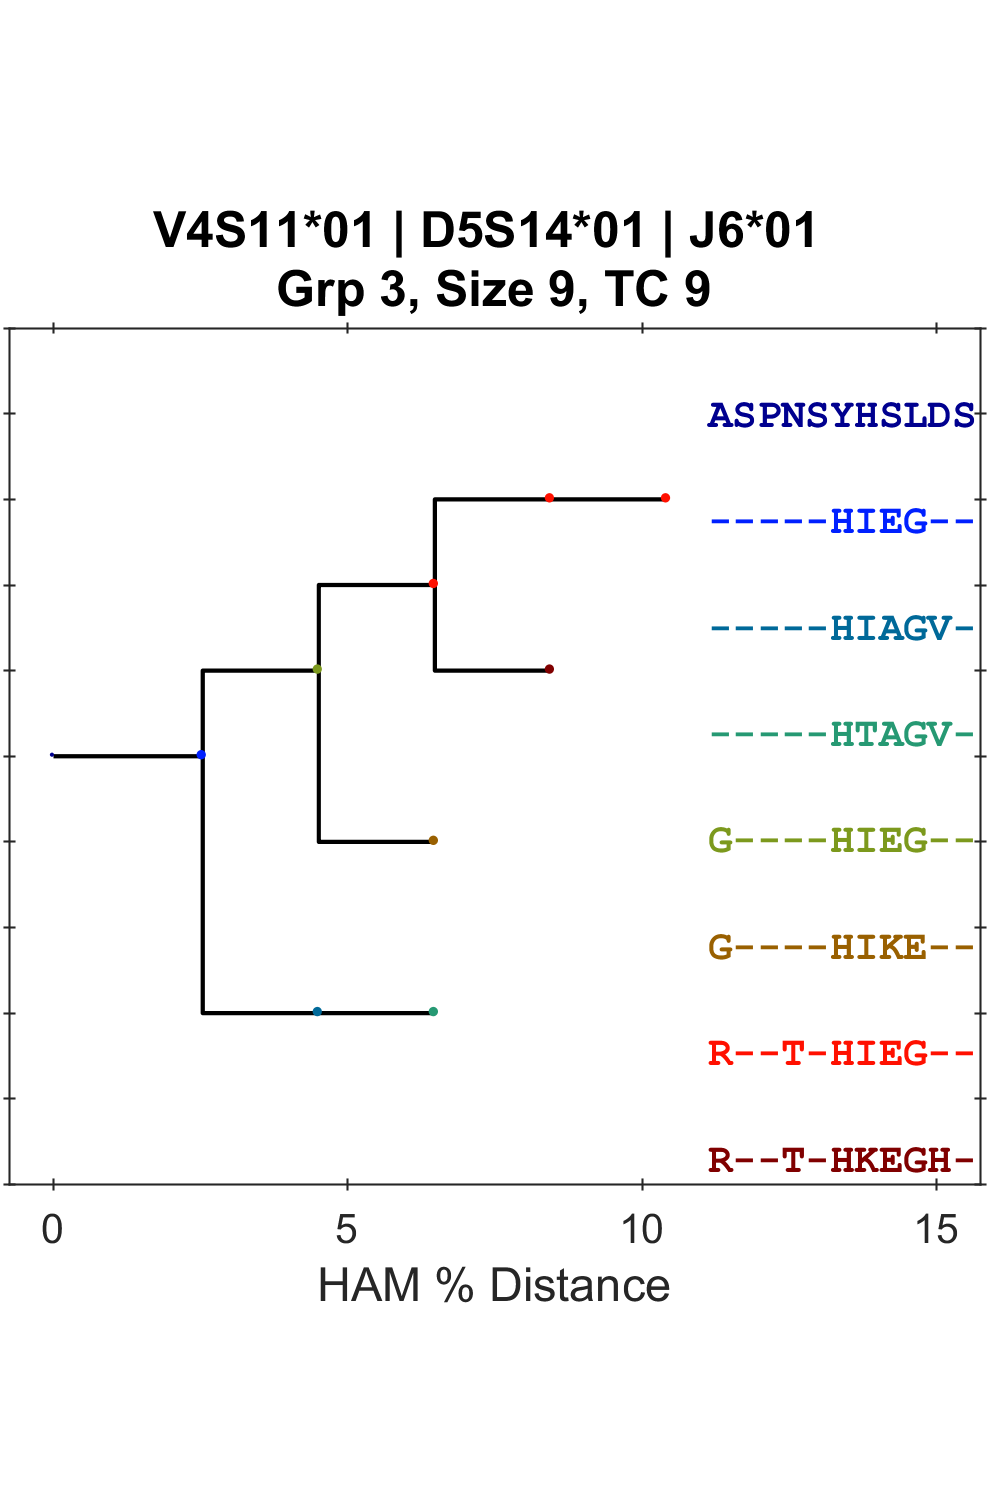 V4S11*01 | D5S14*01 | J6*01
Grp 3, Size 9, TC 9
ASPNSYHSLDS
-----HIEG--
-----HIAGV-
-----HTAGV-
G----HIEG--
G----HIKE--
R--T-HIEG--
R--T-HKEGH-
0 5 10 15
HAM % Distance